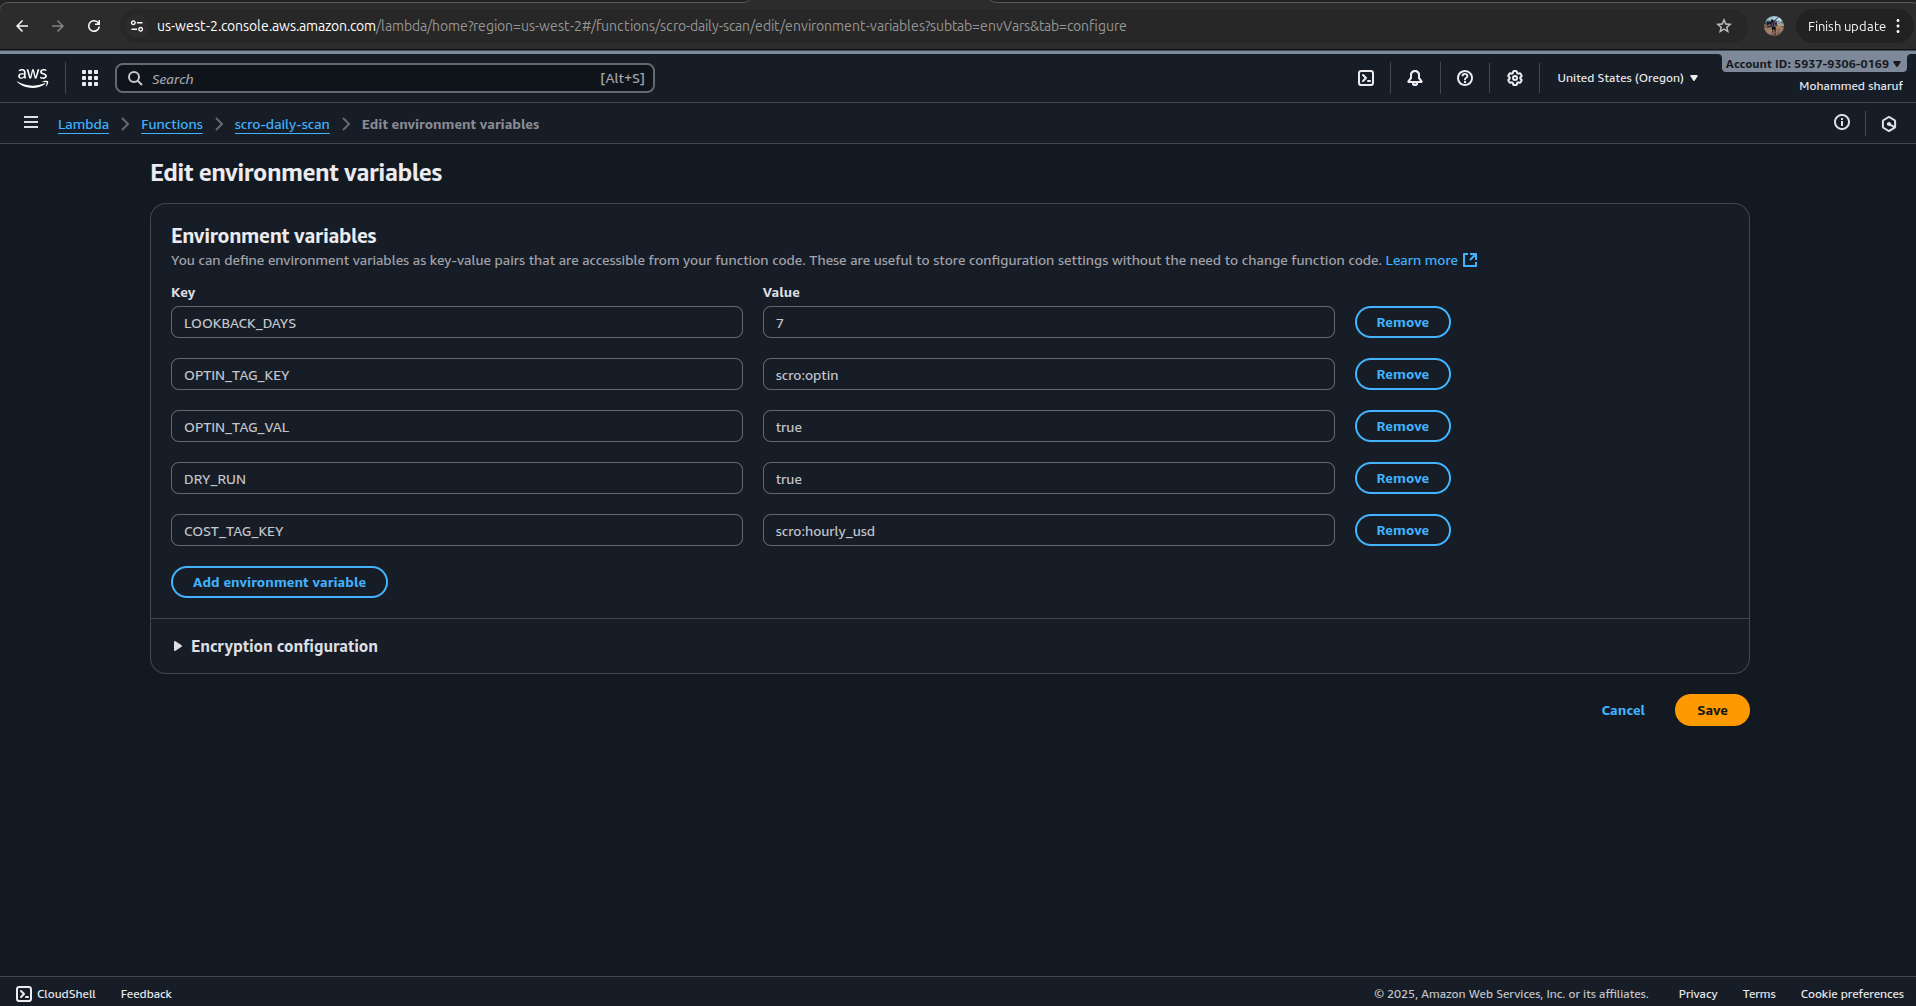 us-west-2.console.aws.amazon.com/lambda/home?region=us-west-2#/functions/scro-daily-scan/edit/environment-variables?subtab=envVars&tab=configure
Finish update
aws
Search
[Alt+S]
United States (Oregon)
Account ID: 5937-9306-0169
Mohammed sharuf
Lambda
Functions
scro-daily-scan
Edit environment variables
Edit environment variables
Environment variables
You can define environment variables as key-value pairs that are accessible from your function code. These are useful to store configuration settings without the need to change function code. Learn more
Key
Value
LOOKBACK_DAYS
7
Remove
OPTIN_TAG_KEY
scro:optin
Remove
OPTIN_TAG_VAL
true
Remove
DRY_RUN
true
Remove
COST_TAG_KEY
scro:hourly_usd
Remove
Add environment variable
Encryption configuration
Cancel
Save
CloudShell
Feedback
© 2025, Amazon Web Services, Inc. or its affiliates.
Privacy
Terms
Cookie preferences